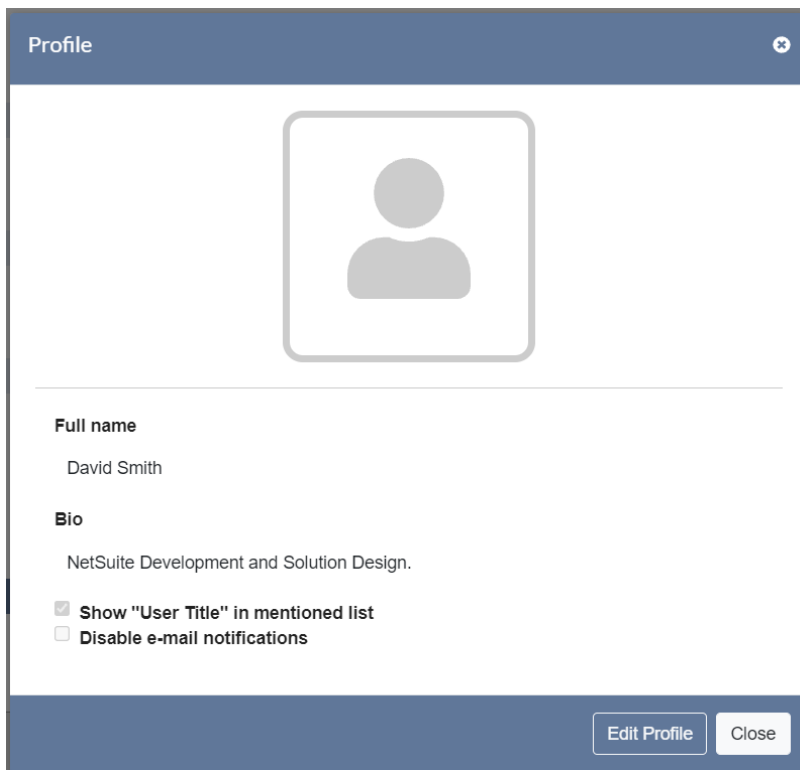 Profile
Full name
David Smith
Bio
NetSuite Development and Solution Design.
Show "User Title" in mentioned list
Disable e-mail notifications
Edit Profile Close